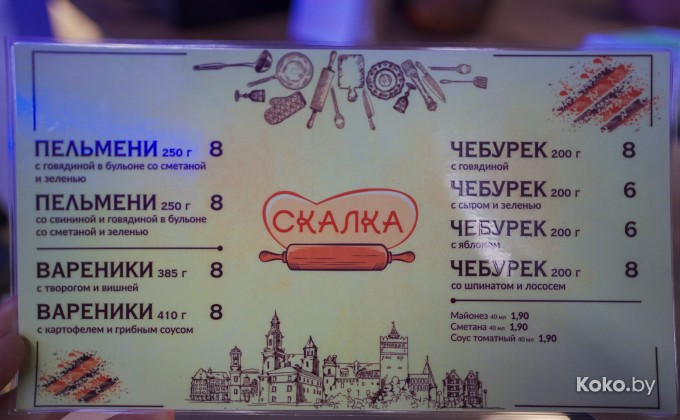 ПЕЛЬМЕНИ 250 г 8
с говядиной в бульоне со сметаной
и зеленью
ПЕЛЬМЕНИ 250 г 8
со свининой и говядиной в бульоне
со сметаной и зеленью
ВАРЕНИКИ 385 г 8
с творогом и вишней
ВАРЕНИКИ 410 г 8
с картофелем и грибным соусом
СКАЛКА
ЧЕБУРЕК 200 г 8
с говядиной
ЧЕБУРЕК 200 г 6
с сыром и зеленью
ЧЕБУРЕК 200 г 6
с яблоком
ЧЕБУРЕК 200 г 8
со шпинатом и лососем
Майонез 40 мл 1,90
Сметана 40 мл 1,90
Соус томатный 40 мл 1,90
Koko.by